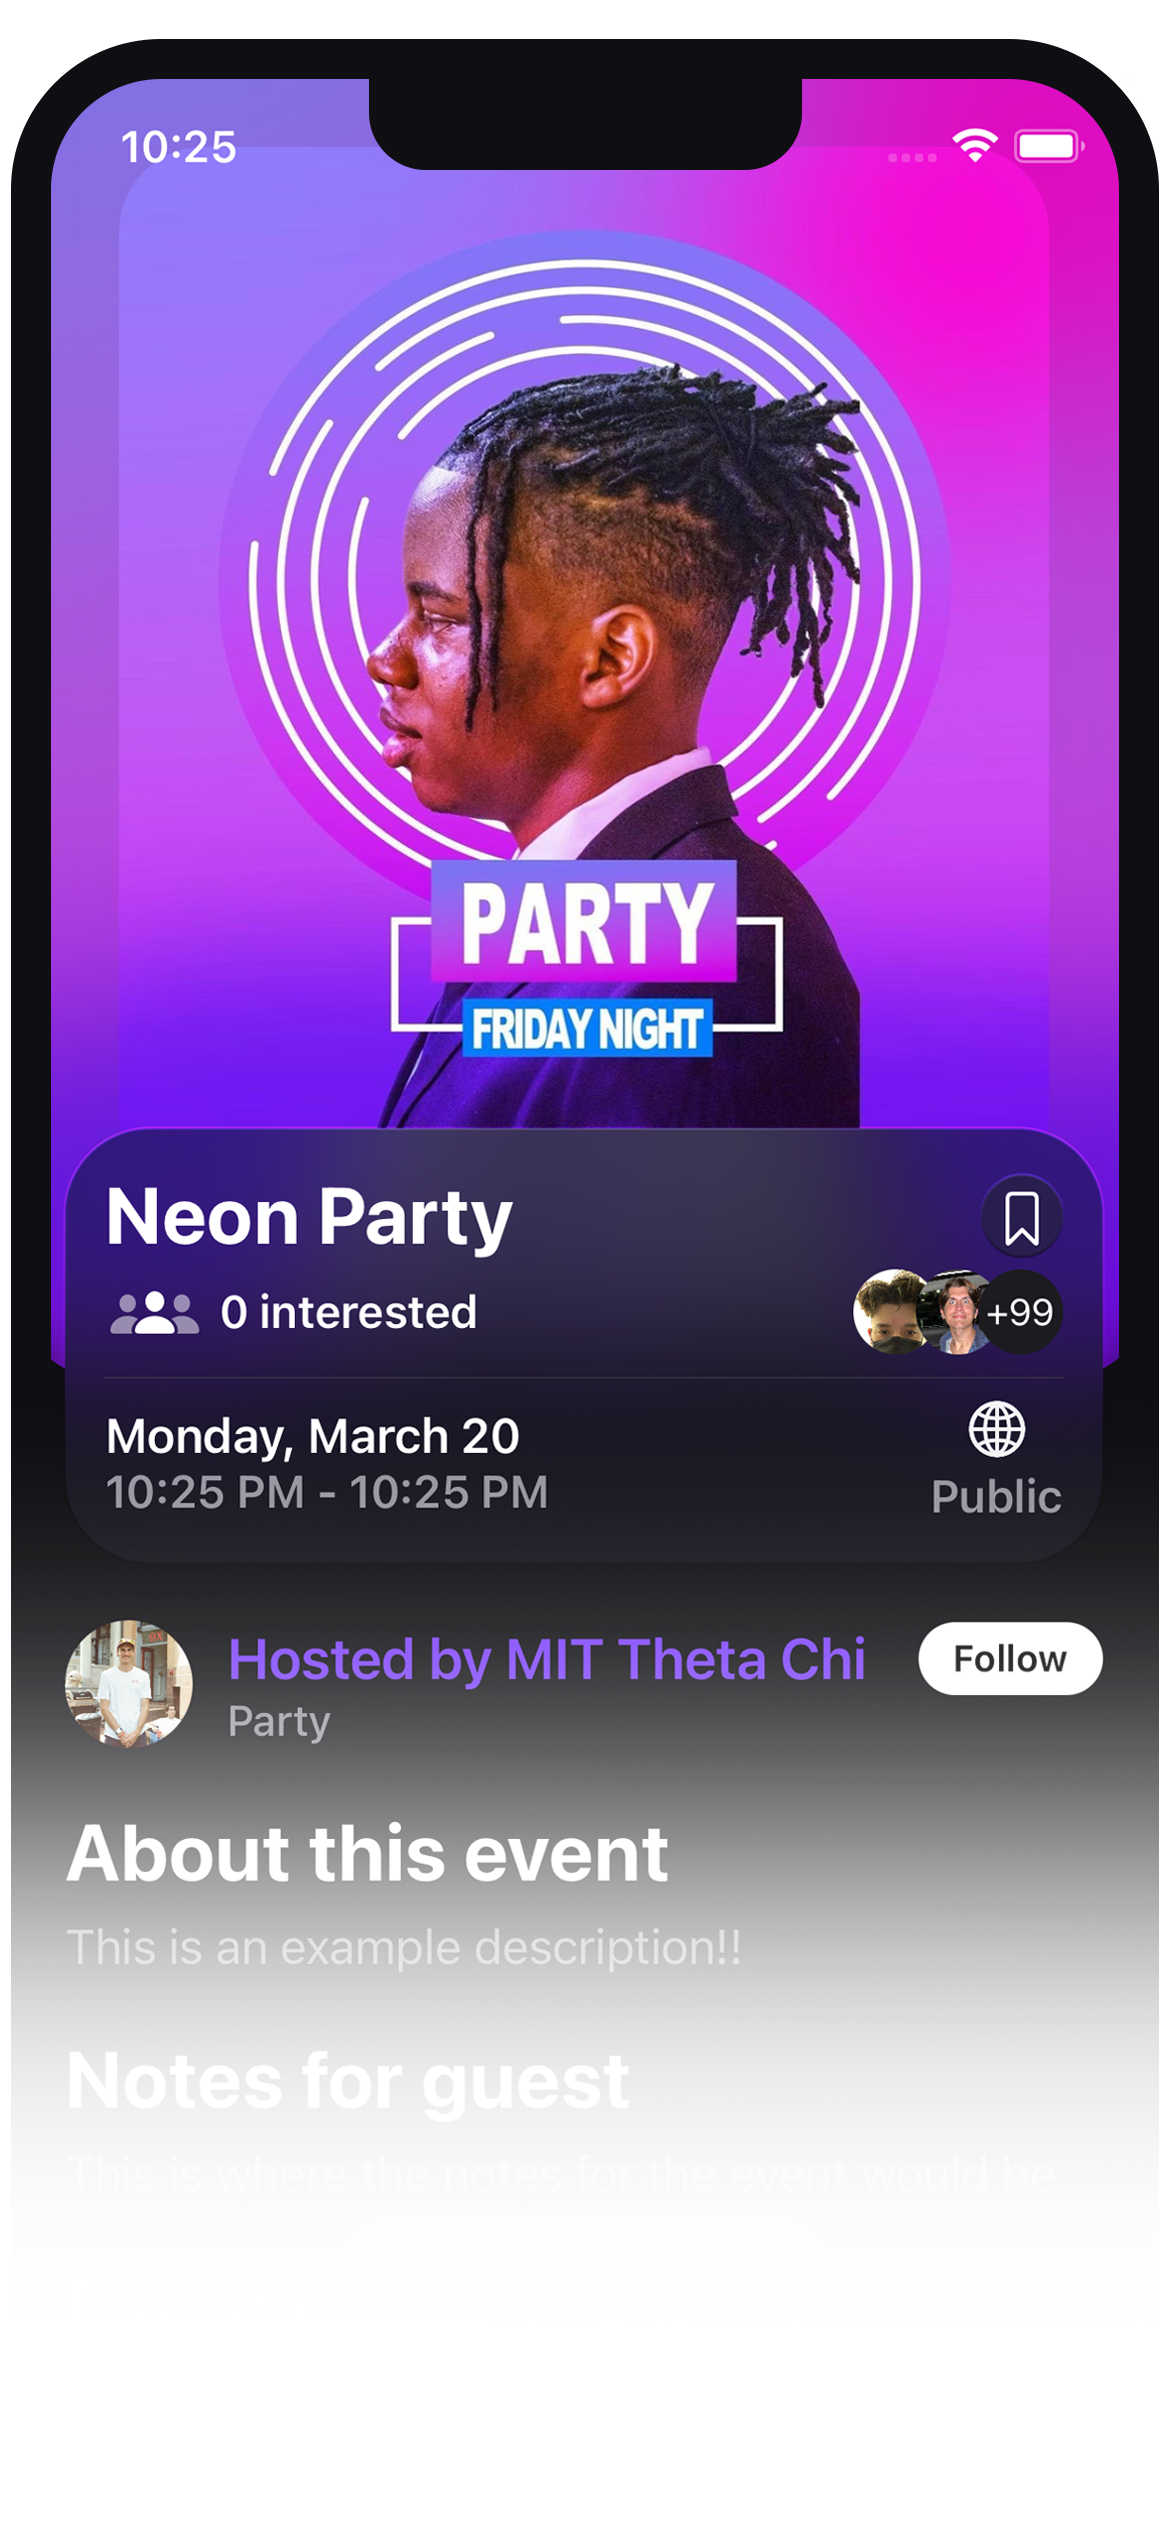 10:25
PARTY
FRIDAY NIGHT
Neon Party
0 interested
+99
Monday, March 20
10:25 PM - 10:25 PM
Public
Hosted by MIT Theta Chi
Follow
Party
About this event
This is an example description!!
Notes for guest
This is where the notes for the event would be